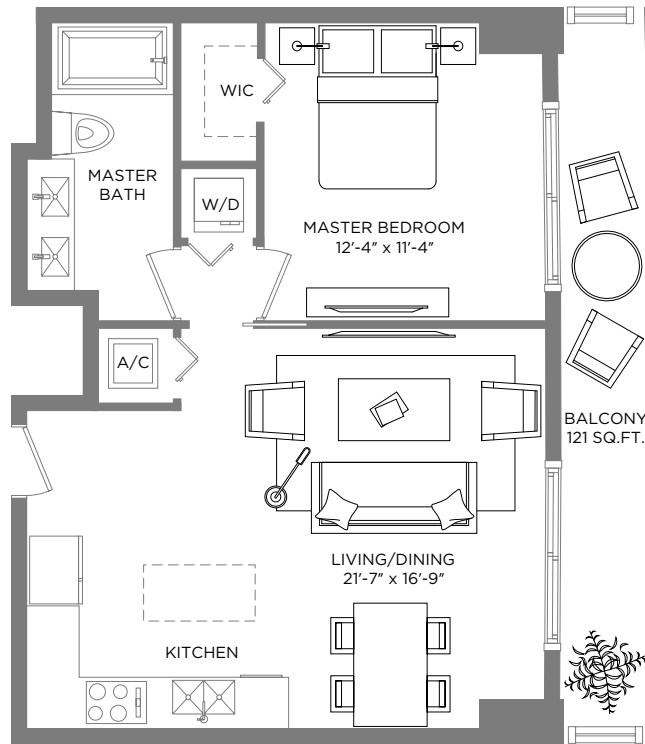 WIC
MASTER
BATH
W/D
MASTER BEDROOM
12'-4" x 11'-4"
A/C
BALCONY
121 SQ.FT.
LIVING/DINING
21'-7" x 16'-9"
KITCHEN